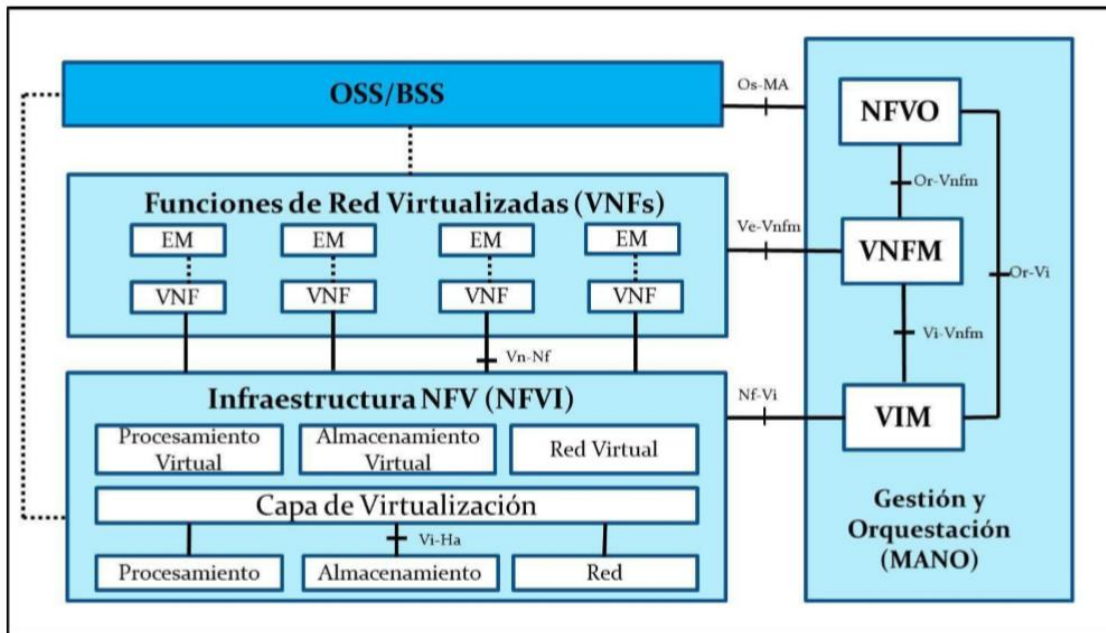 OSS/BSS
Os-MA
NFVO
Or-Vnfm
Funciones de Red Virtualizadas (VNFs)
EM
EM
EM
EM
VNF
VNF
VNF
VNF
Ve-Vnfm
VNFM
Or-Vi
Vi-Vnfm
Vn-Nf
Infraestructura NFV (NFVI)
Nf-Vi
VIM
Procesamiento
Virtual
Almacenamiento
Virtual
Red Virtual
Capa de Virtualización
Vi-Ha
Procesamiento
Almacenamiento
Red
Gestión y
Orquestación
(MANO)